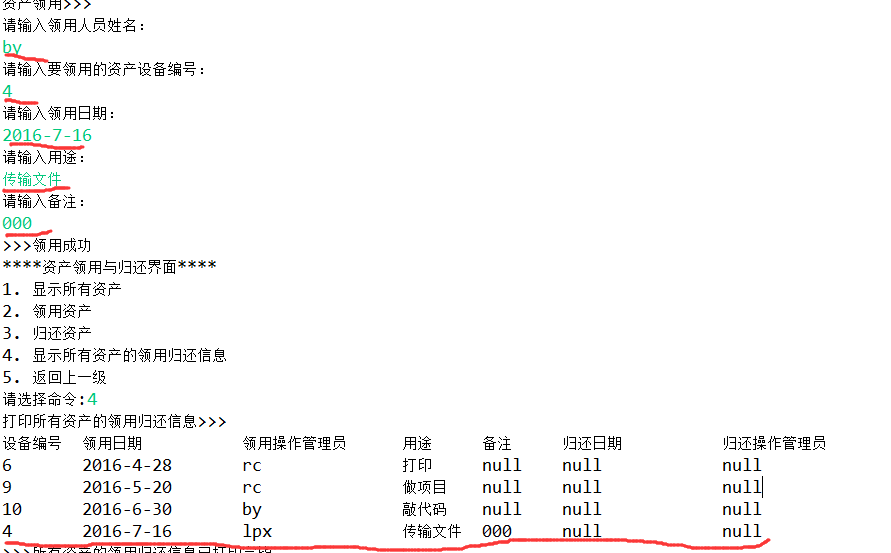 资产领用>>>
请输入领用人员姓名:
by
请输入要领用的资产设备编号:
4
请输入领用日期:
2016-7-16
请输入用途:
传输文件
请输入备注:
000
>>>领用成功
****资产领用与归还界面****
1. 显示所有资产
2. 领用资产
3. 归还资产
4. 显示所有资产的领用归还信息
5. 返回上一级
请选择命令:4
打印所有资产的领用归还信息>>>
设备编号 领用日期 领用操作管理员 用途 备注 归还日期 归还操作管理员
6 2016-4-28 rc 打印 null null null
9 2016-5-20 rc 做项目 null null null
10 2016-6-30 by 敲代码 null null null
4 2016-7-16 lpx 传输文件 000 null null
>>>所有资产的领用归还信息已打印完毕